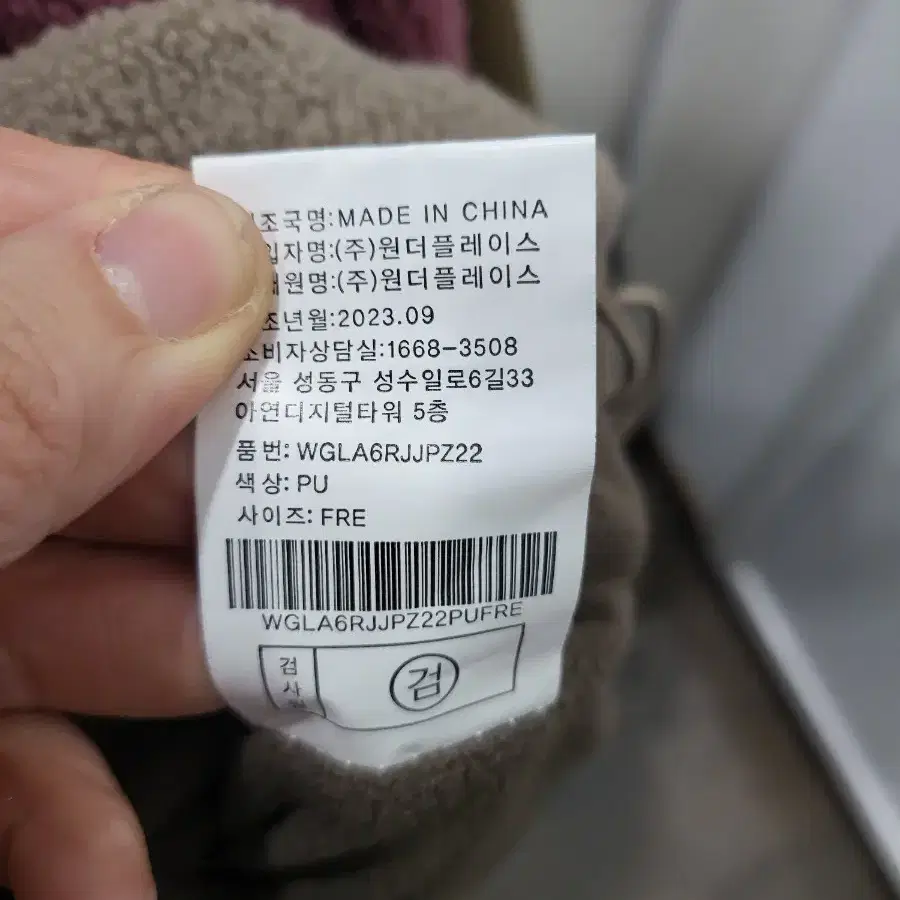 조국명:MADE IN CHINA
입자명:(주)원더플레이스
원명:(주)원더플레이스
조년월:2023.09
소비자상담실:1668-3508
서울 성동구 성수일로6길33
아연디지털타워 5층
품번: WGLA6RJJPZ22
색상: PU
사이즈: FRE
WGLA6RJJPZ22PUFRE
검사
검